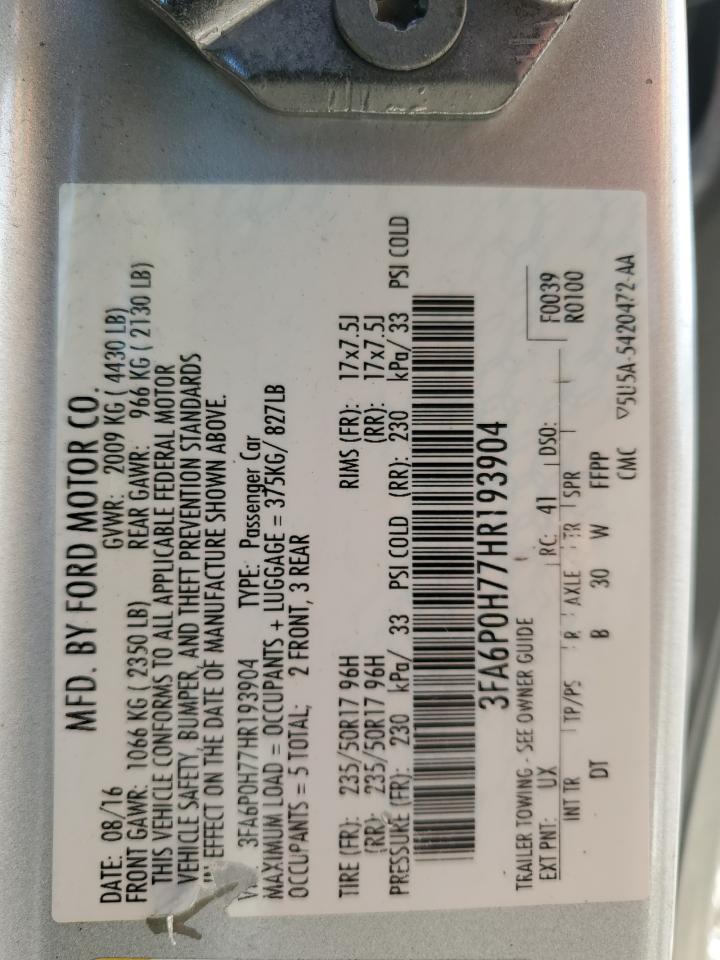 MFD. BY FORD MOTOR CO.
DATE: 08/16 GVWR: 2009 KG ( 4430 LB)
FRONT GAWR: 1066 KG ( 2350 LB) REAR GAWR: 966 KG ( 2130 LB)
THIS VEHICLE CONFORMS TO ALL APPLICABLE FEDERAL MOTOR
VEHICLE SAFETY, BUMPER, AND THEFT PREVENTION STANDARDS
IN EFFECT ON THE DATE OF MANUFACTURE SHOWN ABOVE.
3FA6P0H77HR193904 TYPE: Passenger Car
MAXIMUM LOAD = OCCUPANTS + LUGGAGE = 375KG/ 827LB
OCCUPANTS = 5 TOTAL; 2 FRONT, 3 REAR
TIRE (FR): 235/50R17 96H RIMS (FR): 17x7.5J
(RR): 235/50R17 96H (RR): 17x7.5J
PRESSURE (FR): 230 kPa/ 33 PSI COLD (RR): 230 kPa/ 33 PSI COLD
3FA6P0H77HR193904
TRAILER TOWING - SEE OWNER GUIDE F0039
EXT PNT: UX RC: 41 DSO: R0100
INT TR TP/PS R AXLE TR SPR
DT B 30 W FFPP
CMC ▽5U5A-5420472-AA